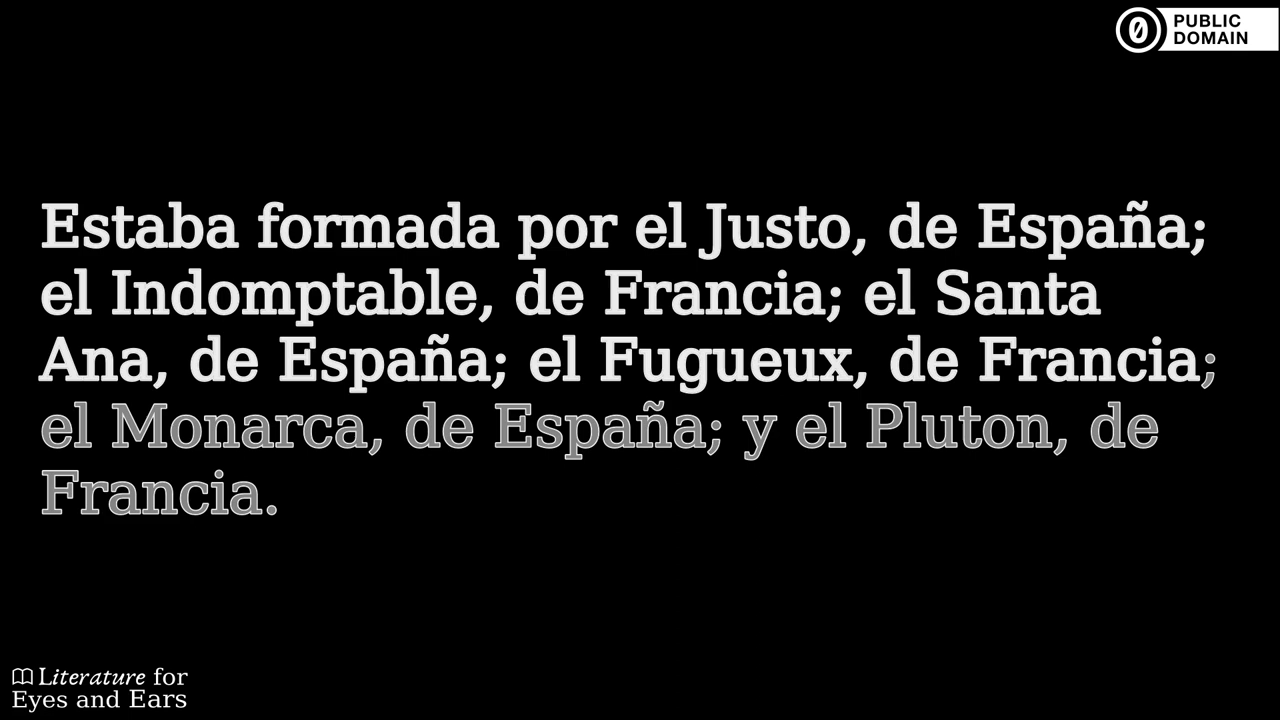 PUBLIC
DOMAIN
Estaba formada por el Justo, de España;
el Indomptable, de Francia; el Santa
Ana, de España; el Fugueux, de Francia;
el Monarca, de España; y el Pluton, de
Francia.
Literature for
Eyes and Ears